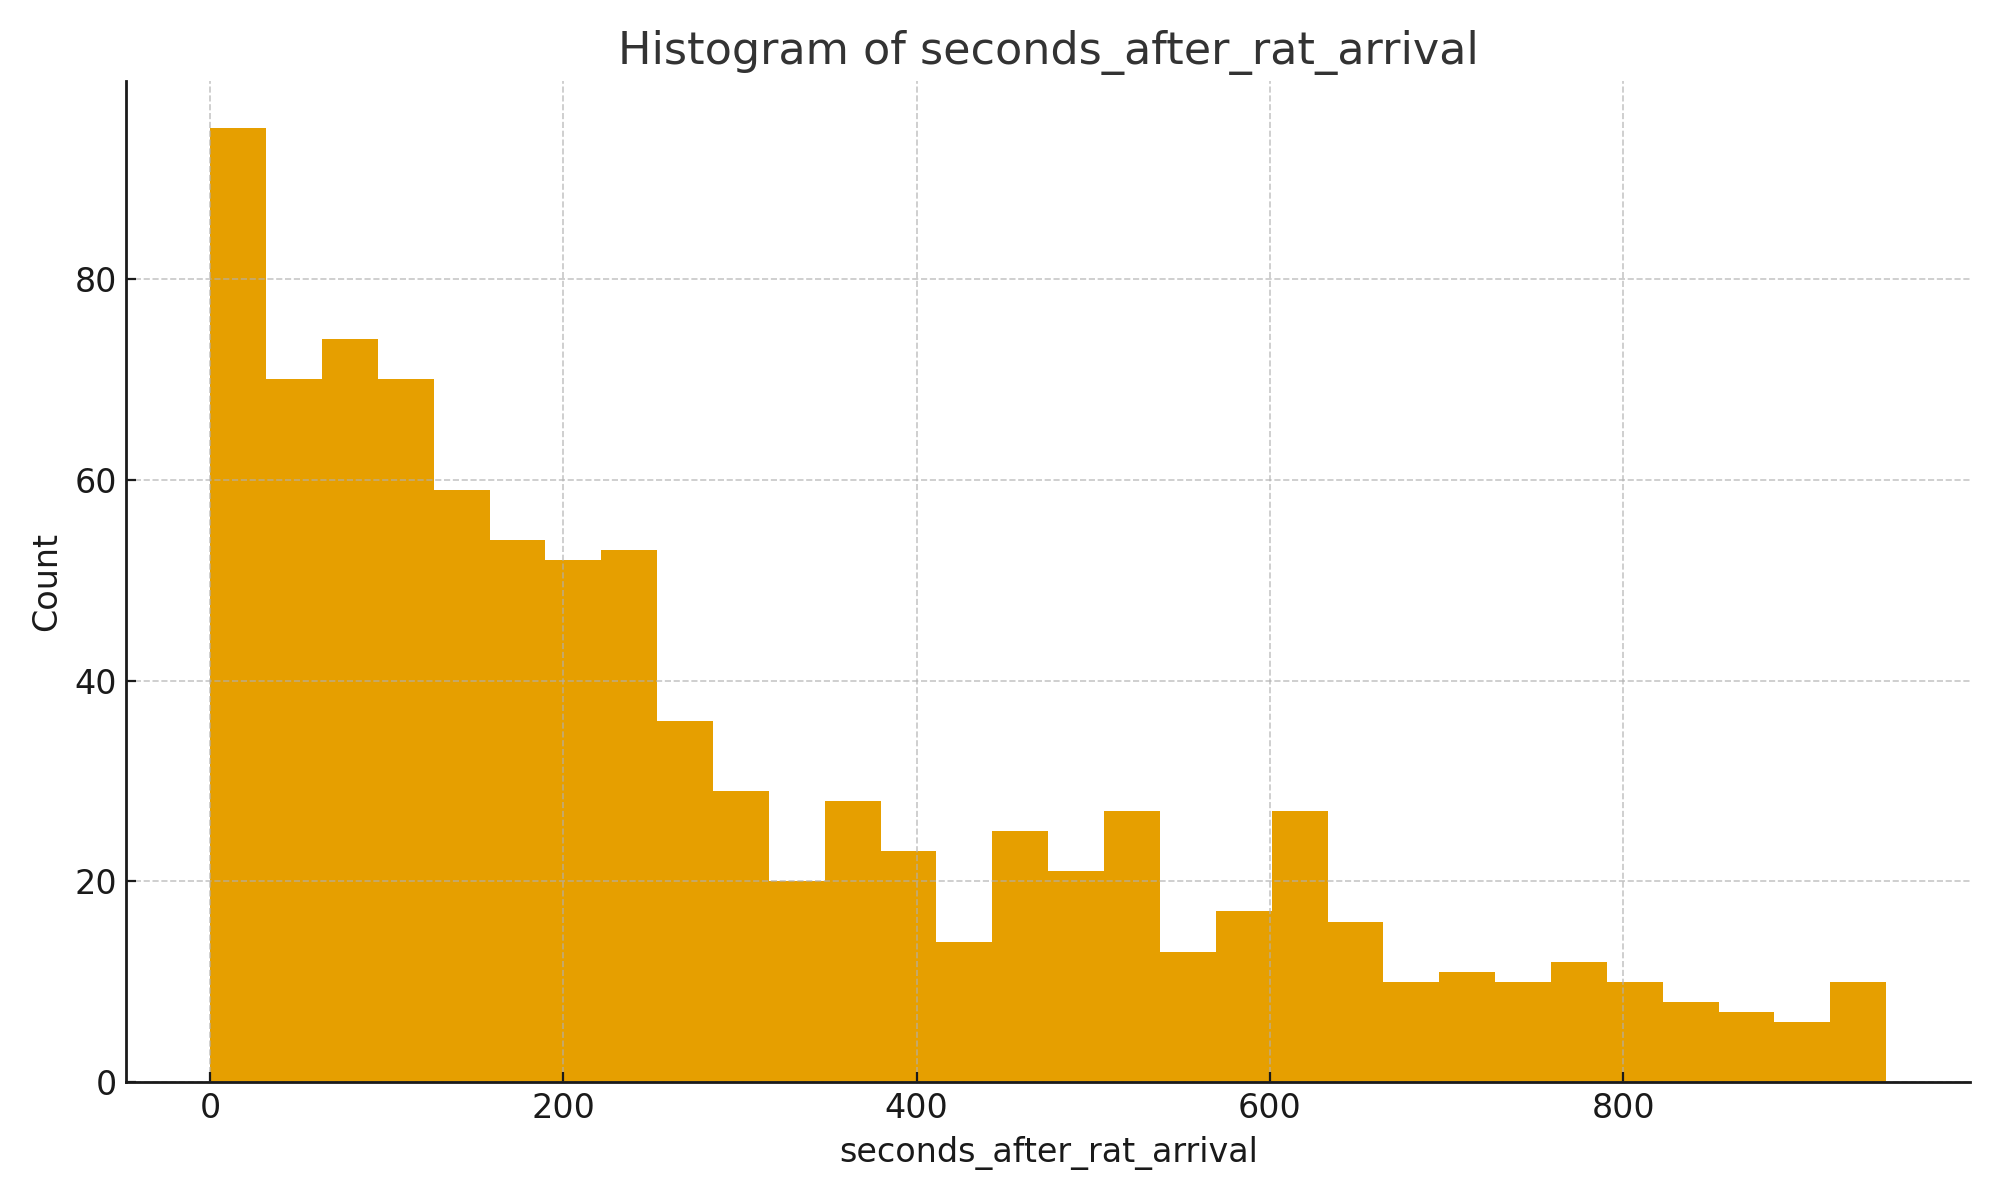 Histogram of seconds_after_rat_arrival
80
60
40
20
0
Count
0 200 400 600 800
seconds_after_rat_arrival